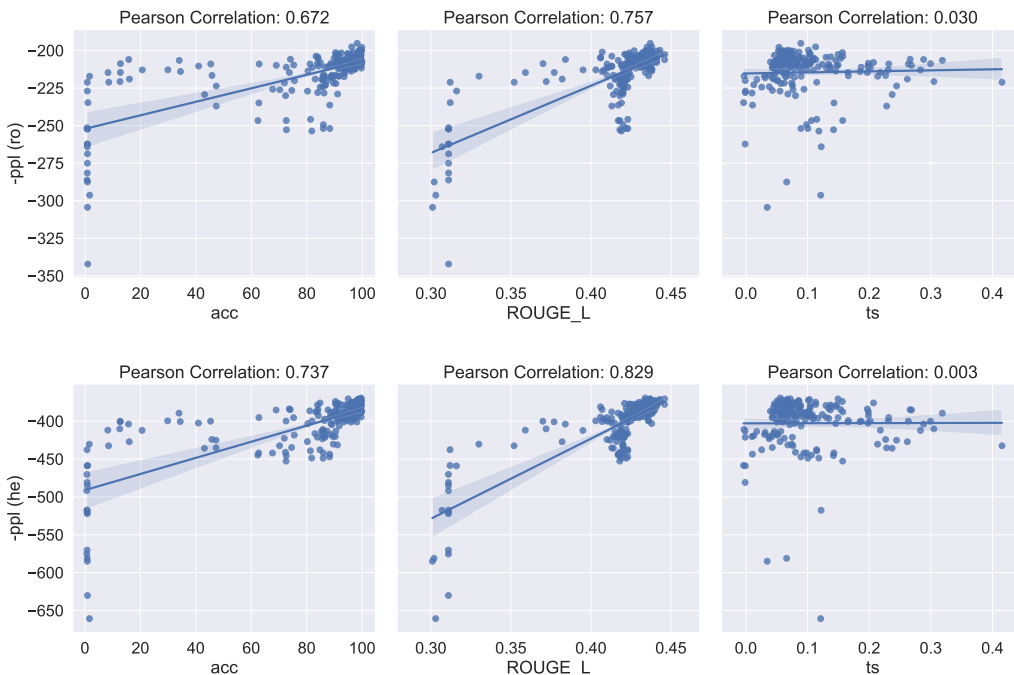 Pearson Correlation: 0.672
Pearson Correlation: 0.757
Pearson Correlation: 0.030
−200
−225
−250
−275
−300
−325
−350
-ppl (ro)
0 20 40 60 80 100
0.30 0.35 0.40 0.45
0.0 0.1 0.2 0.3 0.4
acc
ROUGE_L
ts
Pearson Correlation: 0.737
Pearson Correlation: 0.829
Pearson Correlation: 0.003
−400
−450
−500
−550
−600
−650
-ppl (he)
0 20 40 60 80 100
0.30 0.35 0.40 0.45
0.0 0.1 0.2 0.3 0.4
acc
ROUGE_L
ts